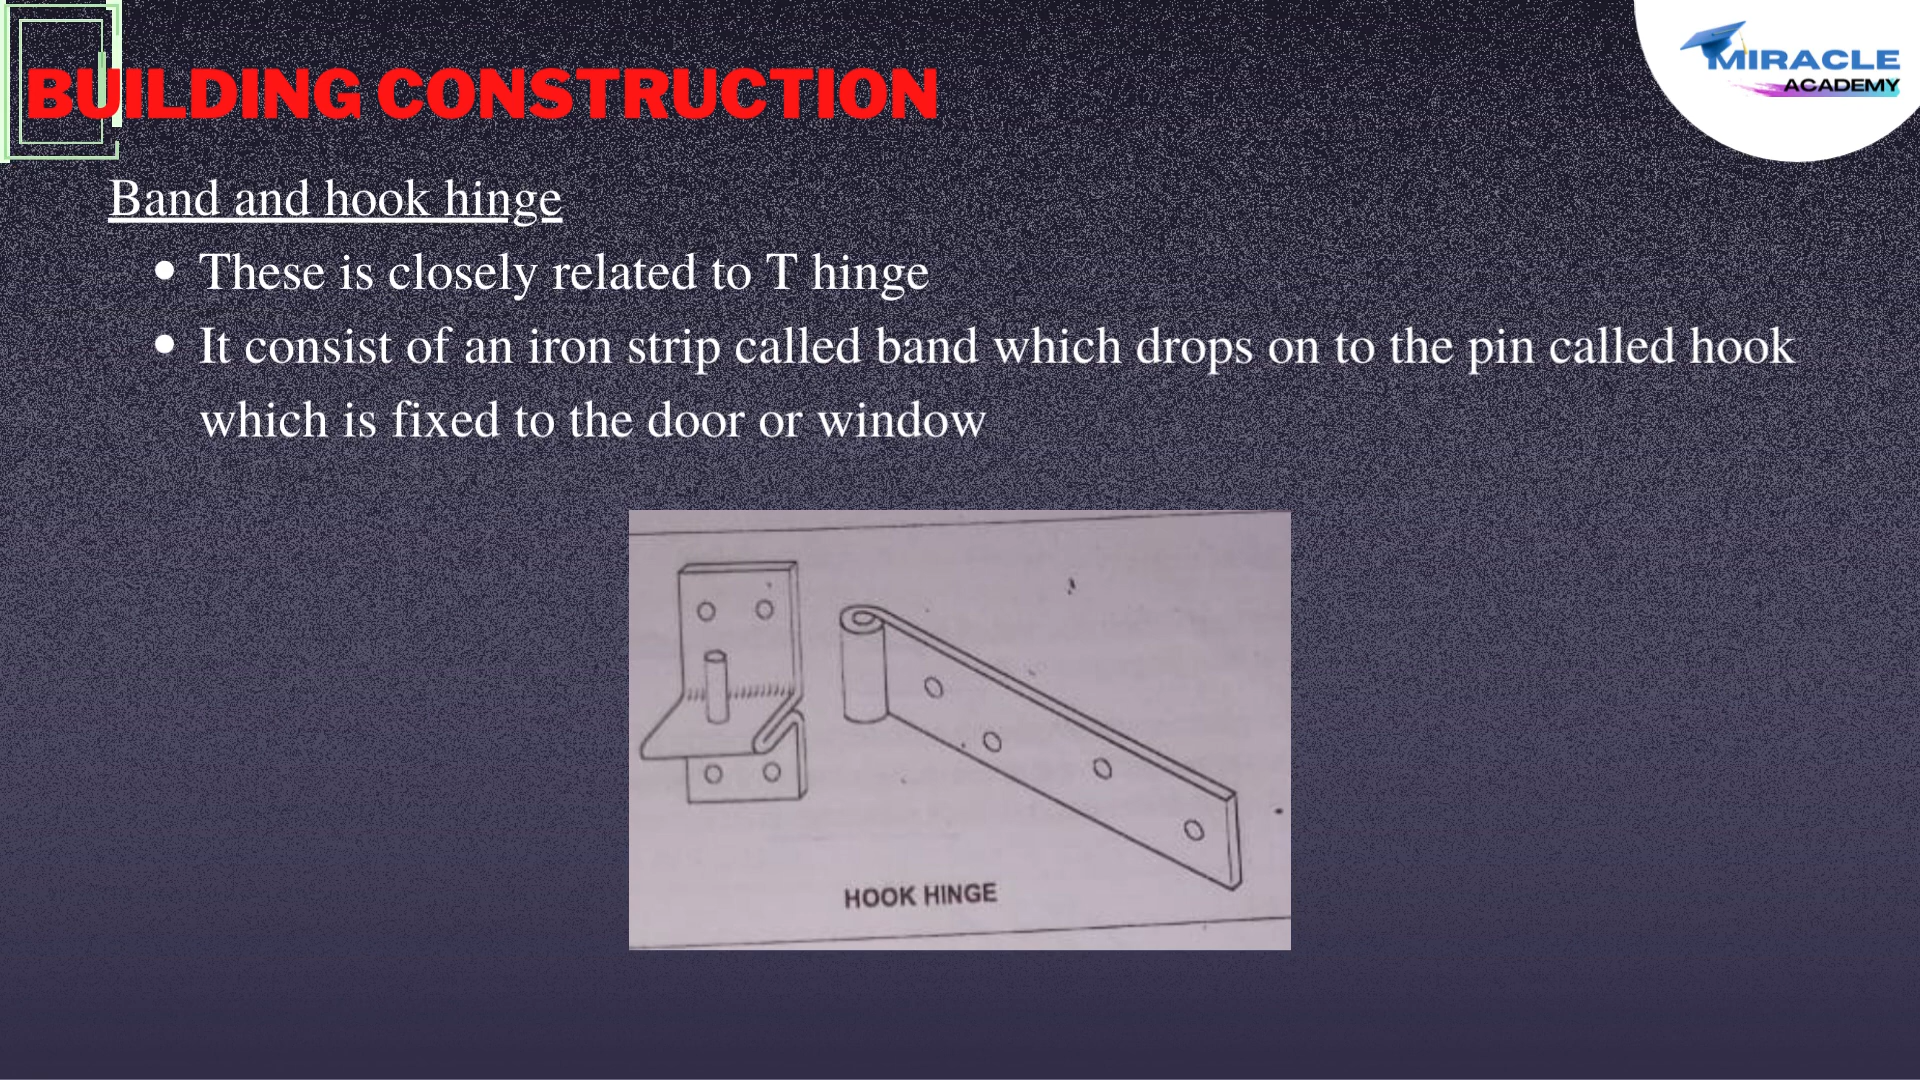 BUILDING CONSTRUCTION
MIRACLE
ACADEMY
Band and hook hinge
These is closely related to T hinge
It consist of an iron strip called band which drops on to the pin called hook
which is fixed to the door or window
HOOK HINGE